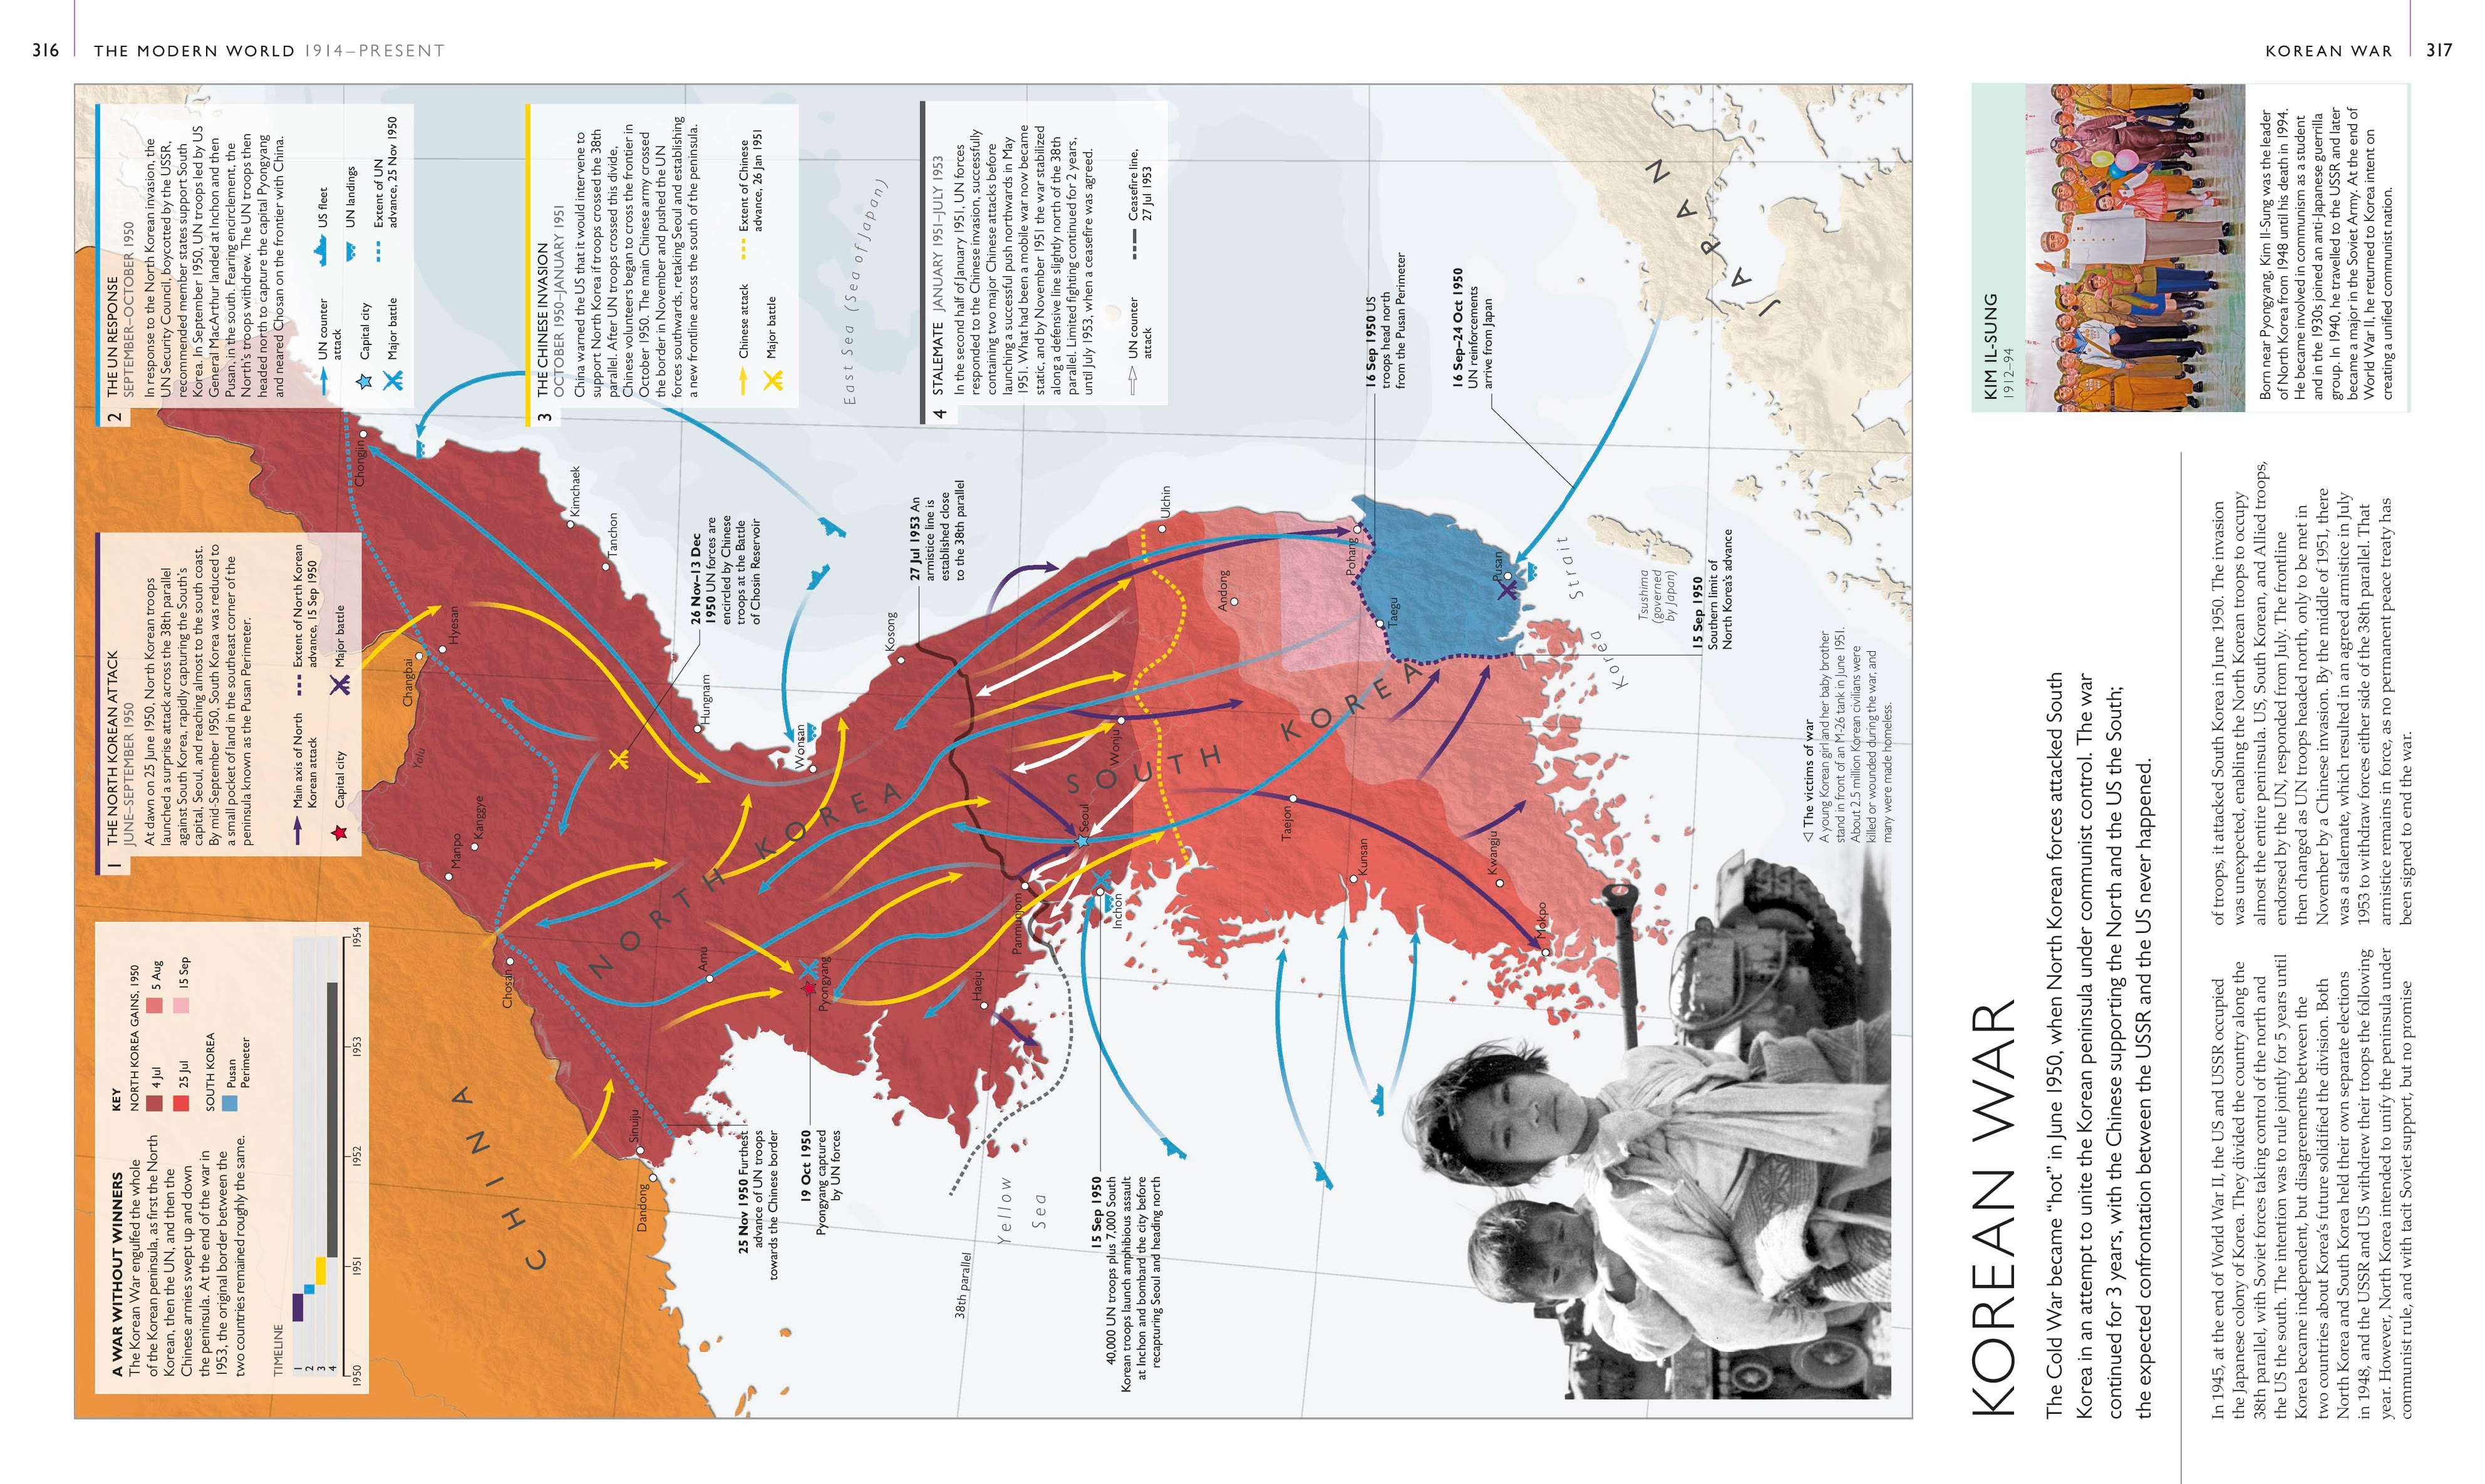 316
THE MODERN WORLD 1914–PRESENT
KOREAN WAR
317
KOREAN WAR
The Cold War became “hot” in June 1950, when North Korean forces attacked South
Korea in an attempt to unite the Korean peninsula under communist control. The war
continued for 3 years, with the Chinese supporting the North and the US the South;
the expected confrontation between the USSR and the US never happened.
In 1945, at the end of World War II, the US and USSR occupied
the Japanese colony of Korea. They divided the country along the
38th parallel, with Soviet forces taking control of the north and
the US the south. The intention was to rule jointly for 5 years until
Korea became independent, but disagreements between the
two countries about Korea’s future solidified the division. Both
North Korea and South Korea held their own separate elections
in 1948, and the USSR and US withdrew their troops the following
year. However, North Korea intended to unify the peninsula under
communist rule, and with tacit Soviet support, but no promise
of troops, it attacked South Korea in June 1950. The invasion
was unexpected, enabling the North Korean troops to occupy
almost the entire peninsula. US, South Korean, and Allied troops,
endorsed by the UN, responded from July. The frontline
then changed as UN troops headed north, only to be met in
November by a Chinese invasion. By the middle of 1951, there
was a stalemate, which resulted in an agreed armistice in July
1953 to withdraw forces either side of the 38th parallel. That
armistice remains in force, as no permanent peace treaty has
been signed to end the war.
KIM IL-SUNG
1912–94
Born near Pyongyang, Kim Il-Sung was the leader
of North Korea from 1948 until his death in 1994.
He became involved in communism as a student
and in the 1930s joined an anti-Japanese guerrilla
group. In 1940, he travelled to the USSR and later
became a major in the Soviet Army. At the end of
World War II, he returned to Korea intent on
creating a unified communist nation.
A WAR WITHOUT WINNERS
The Korean War engulfed the whole
of the Korean peninsula, as first the North
Korean, then the UN, and then the
Chinese armies swept up and down
the peninsula. At the end of the war in
1953, the original border between the
two countries remained roughly the same.
KEY
NORTH KOREA GAINS, 1950
4 Jul
5 Aug
25 Jul
15 Sep
SOUTH KOREA
Pusan
Perimeter
TIMELINE
1
2
3
4
1950
1951
1952
1953
1954
1 THE NORTH KOREAN ATTACK
JUNE–SEPTEMBER 1950
At dawn on 25 June 1950, North Korean troops
launched a surprise attack across the 38th parallel
against South Korea, rapidly capturing the South’s
capital, Seoul, and reaching almost to the south coast.
By mid-September 1950, South Korea was reduced to
a small pocket of land in the southeast corner of the
peninsula known as the Pusan Perimeter.
Main axis of North
Korean attack
Extent of North Korean
advance, 15 Sep 1950
Capital city
Major battle
2 THE UN RESPONSE
SEPTEMBER–OCTOBER 1950
In response to the North Korean invasion, the
UN Security Council, boycotted by the USSR,
recommended member states support South
Korea. In September 1950, UN troops led by US
General MacArthur landed at Inchon and then
Pusan, in the south. Fearing encirclement, the
North’s troops withdrew. The UN troops then
headed north to capture the capital Pyongyang
and neared Chosan on the frontier with China.
UN counter
attack
US fleet
Capital city
UN landings
Major battle
Extent of UN
advance, 25 Nov 1950
3 THE CHINESE INVASION
OCTOBER 1950–JANUARY 1951
China warned the US that it would intervene to
support North Korea if troops crossed the 38th
parallel. After UN troops crossed this divide,
Chinese volunteers began to cross the frontier in
October 1950. The main Chinese army crossed
the border in November and pushed the UN
forces southwards, retaking Seoul and establishing
a new frontline across the south of the peninsula.
Chinese attack
Extent of Chinese
advance, 26 Jan 1951
Major battle
4 STALEMATE JANUARY 1951–JULY 1953
In the second half of January 1951, UN forces
responded to the Chinese invasion, successfully
containing two major Chinese attacks before
launching a successful push northwards in May
1951. What had been a mobile war now became
static, and by November 1951 the war stabilized
along a defensive line slightly north of the 38th
parallel. Limited fighting continued for 2 years,
until July 1953, when a ceasefire was agreed.
UN counter
attack
Ceasefire line,
27 Jul 1953
CHINA
NORTH KOREA
SOUTH KOREA
JAPAN
East Sea (Sea of Japan)
Yellow
Sea
Korea Strait
Tsushima
(governed
by Japan)
38th parallel
Yalu
Chongjin
Kimchaek
Tanchon
Hyesan
Changbai
Kanggye
Manpo
Chosan
Hungnam
Wonsan
Kosong
Amu
Sinuiju
Dandong
Pyongyang
Haeju
Panmunjom
Seoul
Inchon
Wonju
Ulchin
Andong
Pohang
Taegu
Pusan
Taejon
Kunsan
Kwangju
Mokpo
26 Nov–13 Dec
1950 UN forces are
encircled by Chinese
troops at the Battle
of Chosin Reservoir
27 Jul 1953 An
armistice line is
established close
to the 38th parallel
16 Sep 1950 US
troops head north
from the Pusan Perimeter
16 Sep–24 Oct 1950
UN reinforcements
arrive from Japan
15 Sep 1950
Southern limit of
North Korea’s advance
25 Nov 1950 Furthest
advance of UN troops
towards the Chinese border
19 Oct 1950
Pyongyang captured
by UN forces
15 Sep 1950
40,000 UN troops plus 7,000 South
Korean troops launch amphibious assault
at Inchon and bombard the city before
recapturing Seoul and heading north
◁ The victims of war
A young Korean girl and her baby brother
stand in front of an M-26 tank in June 1951.
About 2.5 million Korean civilians were
killed or wounded during the war, and
many were made homeless.